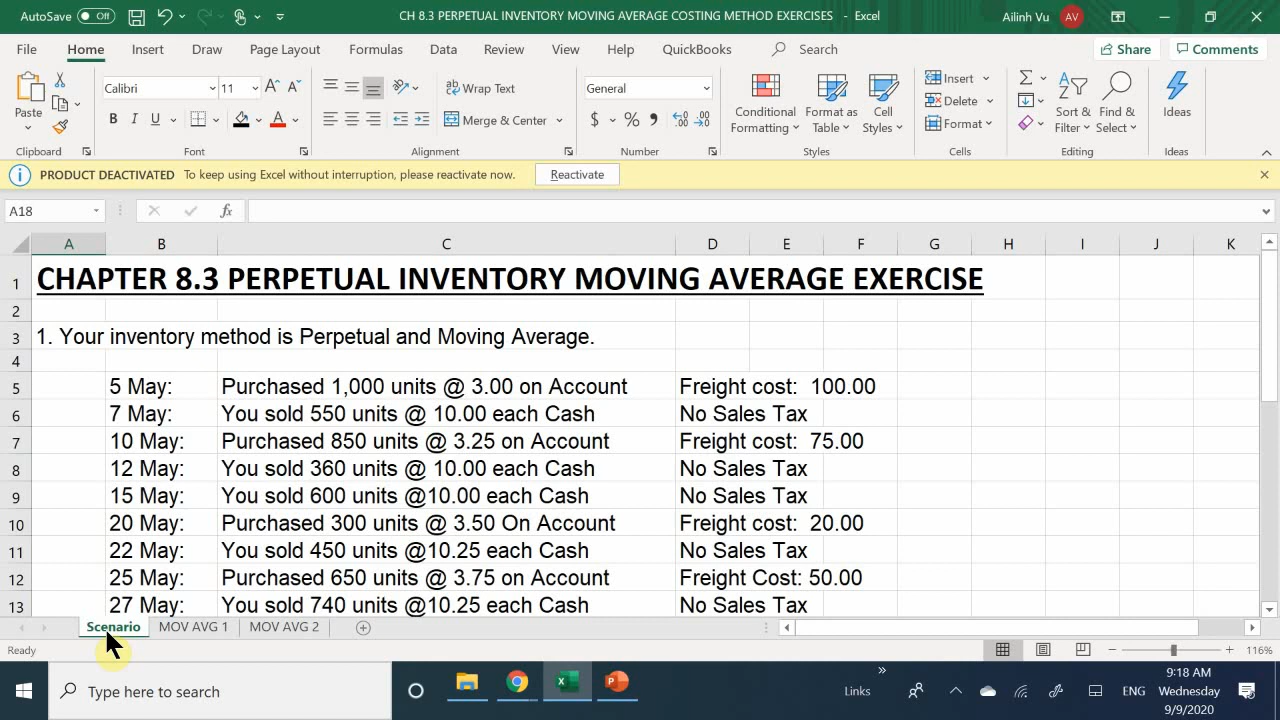 AutoSave Off CH 8.3 PERPETUAL INVENTORY MOVING AVERAGE COSTING METHOD EXERCISES - Excel Ailinh Vu AV
File Home Insert Draw Page Layout Formulas Data Review View Help QuickBooks Search Share Comments
Paste Calibri 11 A A ab Wrap Text General Conditional Formatting Format as Table Cell Styles Insert Σ Sort & Filter Find & Select Ideas
B I U A Merge & Center $ % Delete
Format
Clipboard Font Alignment Number Styles Cells Editing Ideas
PRODUCT DEACTIVATED To keep using Excel without interruption, please reactivate now. Reactivate
A18 fx
A B C D E F G H I J K
1 CHAPTER 8.3 PERPETUAL INVENTORY MOVING AVERAGE EXERCISE
2
3 1. Your inventory method is Perpetual and Moving Average.
4
5 5 May: Purchased 1,000 units @ 3.00 on Account Freight cost: 100.00
6 7 May: You sold 550 units @ 10.00 each Cash No Sales Tax
7 10 May: Purchased 850 units @ 3.25 on Account Freight cost: 75.00
8 12 May: You sold 360 units @ 10.00 each Cash No Sales Tax
9 15 May: You sold 600 units @10.00 each Cash No Sales Tax
10 20 May: Purchased 300 units @ 3.50 On Account Freight cost: 20.00
11 22 May: You sold 450 units @10.25 each Cash No Sales Tax
12 25 May: Purchased 650 units @ 3.75 on Account Freight Cost: 50.00
13 27 May: You sold 740 units @10.25 each Cash No Sales Tax
Scenario MOV AVG 1 MOV AVG 2
Ready 116%
Type here to search Links ENG 9:18 AM
Wednesday
9/9/2020